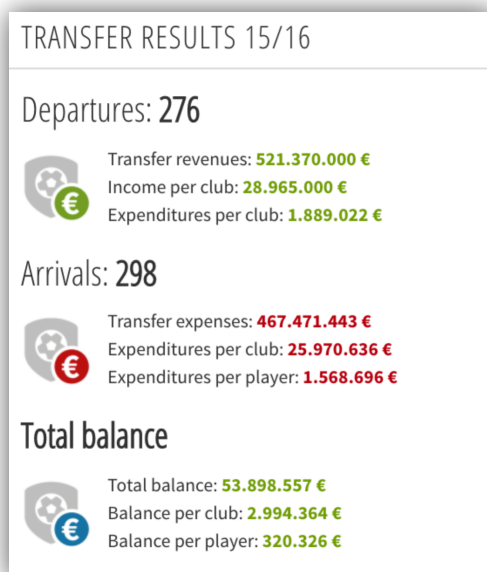 TRANSFER RESULTS 15/16
Departures: 276
Transfer revenues: 521.370.000 €
Income per club: 28.965.000 €
Expenditures per club: 1.889.022 €
€
Arrivals: 298
Transfer expenses: 467.471.443 €
Expenditures per club: 25.970.636 €
Expenditures per player: 1.568.696 €
€
Total balance
Total balance: 53.898.557 €
Balance per club: 2.994.364 €
Balance per player: 320.326 €
€